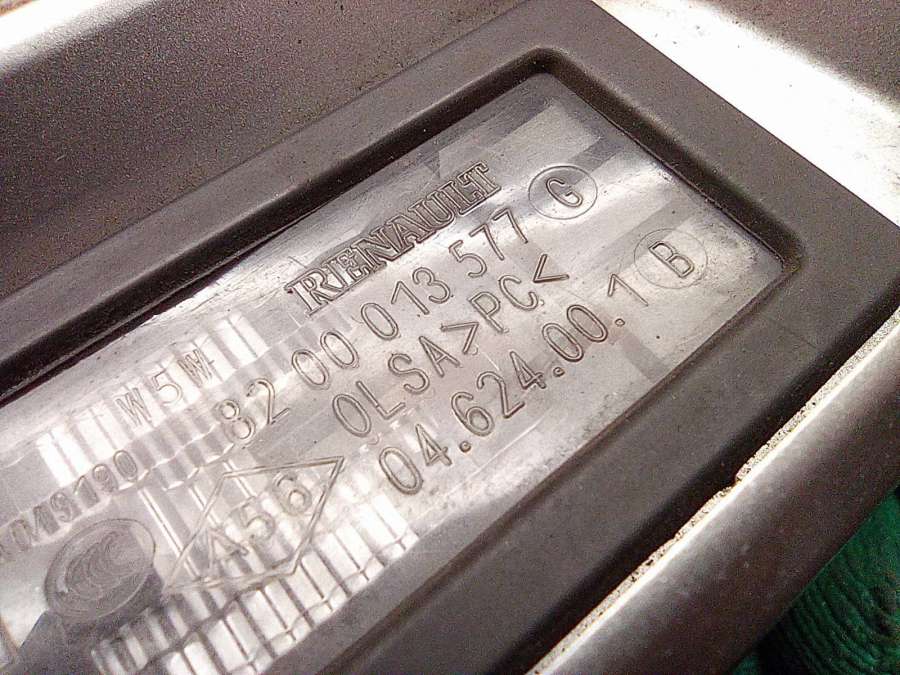 RENAULT
82 00 013 577 G
OLSA >PC<
04.624.00.1 B
W5W
A56